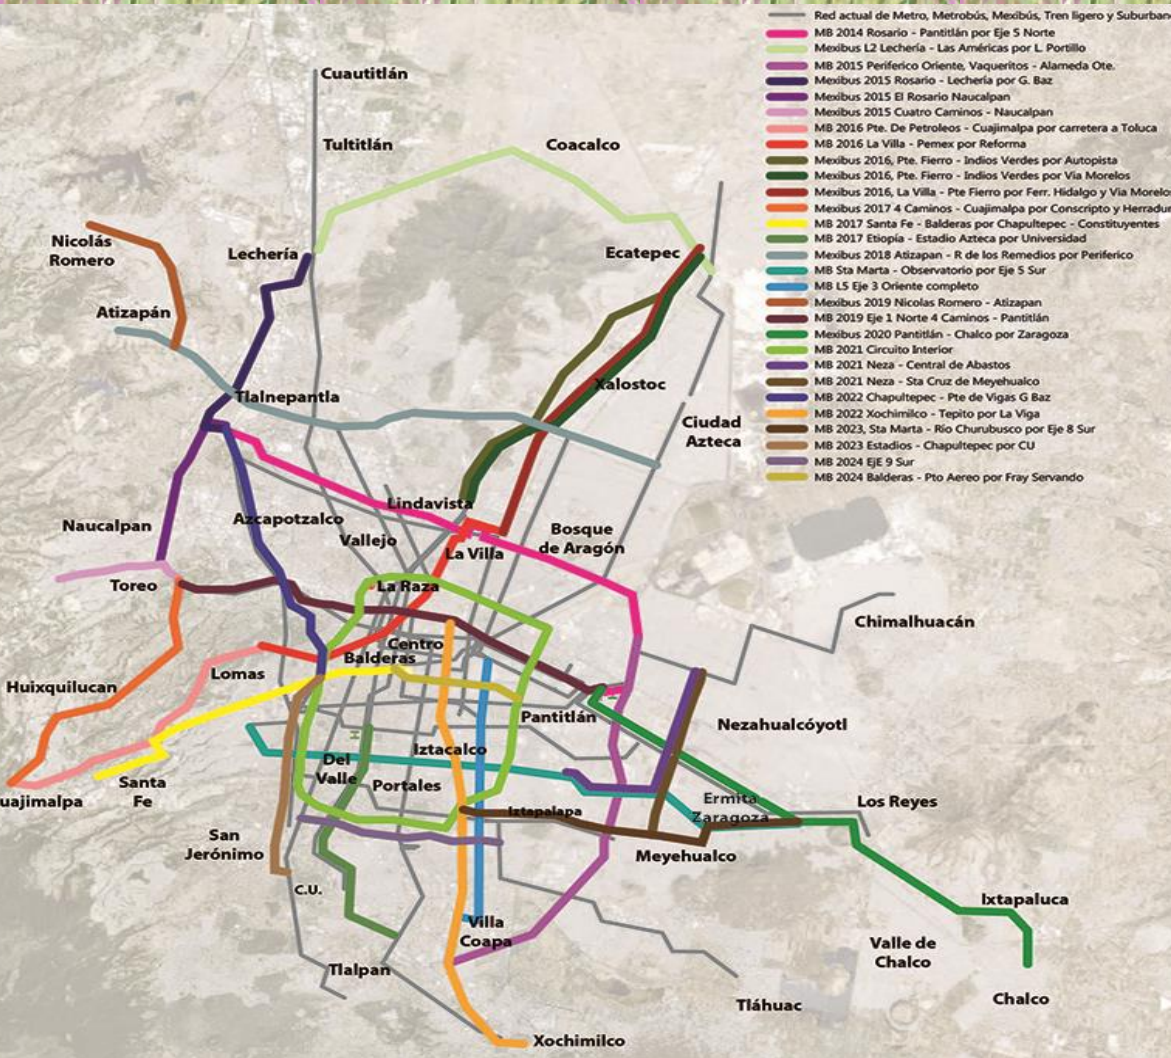 Red actual de Metro, Metrobús, Mexibús, Tren ligero y Suburbano
MB 2014 Rosario - Pantitlán por Eje 5 Norte
Mexibus L2 Lechería - Las Américas por L. Portillo
MB 2015 Periferico Oriente, Vaqueritos - Alameda Ote.
Mexibus 2015 Rosario - Lechería por G. Baz
Mexibus 2015 El Rosario Naucalpan
Mexibus 2015 Cuatro Caminos - Naucalpan
MB 2016 Pte. De Petroleos - Cuajimalpa por carretera a Toluca
MB 2016 La Villa - Pemex por Reforma
Mexibus 2016, Pte. Fierro - Indios Verdes por Autopista
Mexibus 2016, Pte. Fierro - Indios Verdes por Via Morelos
Mexibus 2016, La Villa - Pte Fierro por Ferr. Hidalgo y Via Morelos
Mexibus 2017 4 Caminos - Cuajimalpa por Conscripto y Herradur
MB 2017 Santa Fe - Balderas por Chapultepec - Constituyentes
MB 2017 Etiopía - Estadio Azteca por Universidad
Mexibus 2018 Atizapan - R de los Remedios por Periferico
MB Sta Marta - Observatorio por Eje 5 Sur
MB L5 Eje 3 Oriente completo
Mexibus 2019 Nicolas Romero - Atizapan
MB 2019 Eje 1 Norte 4 Caminos - Pantitlán
Mexibus 2020 Pantitlán - Chalco por Zaragoza
MB 2021 Circuito Interior
MB 2021 Neza - Central de Abastos
MB 2021 Neza - Sta Cruz de Meyehualco
MB 2022 Chapultepec - Pte de Vigas G Baz
MB 2022 Xochimilco - Tepito por La Viga
MB 2023, Sta Marta - Rio Churubusco por Eje 8 Sur
MB 2023 Estadios - Chapultepec por CU
MB 2024 EjE 9 Sur
MB 2024 Balderas - Pto Aereo por Fray Servando
Cuautitlán
Tultitlán
Coacalco
Nicolás
Romero
Lechería
Ecatepec
Atizapán
Tlalnepantla
Xalostoc
Ciudad
Azteca
Lindavista
Naucalpan
Azcapotzalco
Vallejo
La Villa
Bosque
de Aragón
Toreo
La Raza
Chimalhuacán
Centro
Balderas
Lomas
Huixquilucan
Pantitlán
Nezahualcóyotl
Iztacalco
Del
Valle
Portales
uajimalpa
Santa
Fe
Iztapalapa
Ermita
Zaragoza
Los Reyes
San
Jerónimo
Meyehualco
C.U.
Ixtapaluca
Villa
Coapa
Valle de
Chalco
Tlalpan
Chalco
Tláhuac
Xochimilco